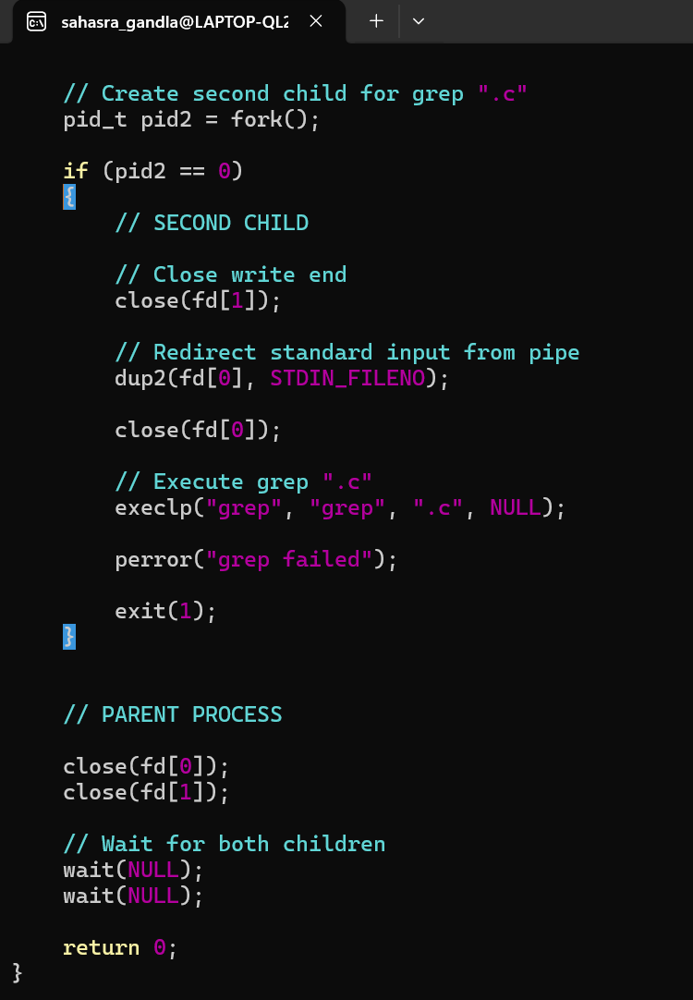 sahasra_gandla@LAPTOP-QL2
// Create second child for grep ".c"
pid_t pid2 = fork();
if (pid2 == 0)
{
// SECOND CHILD
// Close write end
close(fd[1]);
// Redirect standard input from pipe
dup2(fd[0], STDIN_FILENO);
close(fd[0]);
// Execute grep ".c"
execlp("grep", "grep", ".c", NULL);
perror("grep failed");
exit(1);
}
// PARENT PROCESS
close(fd[0]);
close(fd[1]);
// Wait for both children
wait(NULL);
wait(NULL);
return 0;
}